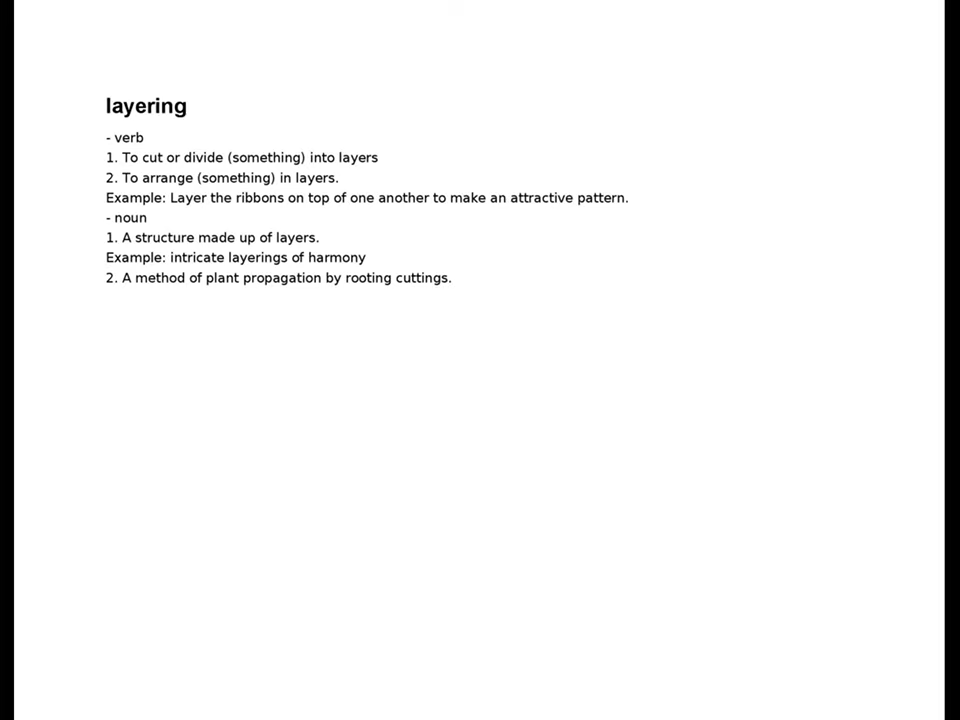 layering
- verb
1. To cut or divide (something) into layers
2. To arrange (something) in layers.
Example: Layer the ribbons on top of one another to make an attractive pattern.
- noun
1. A structure made up of layers.
Example: intricate layerings of harmony
2. A method of plant propagation by rooting cuttings.